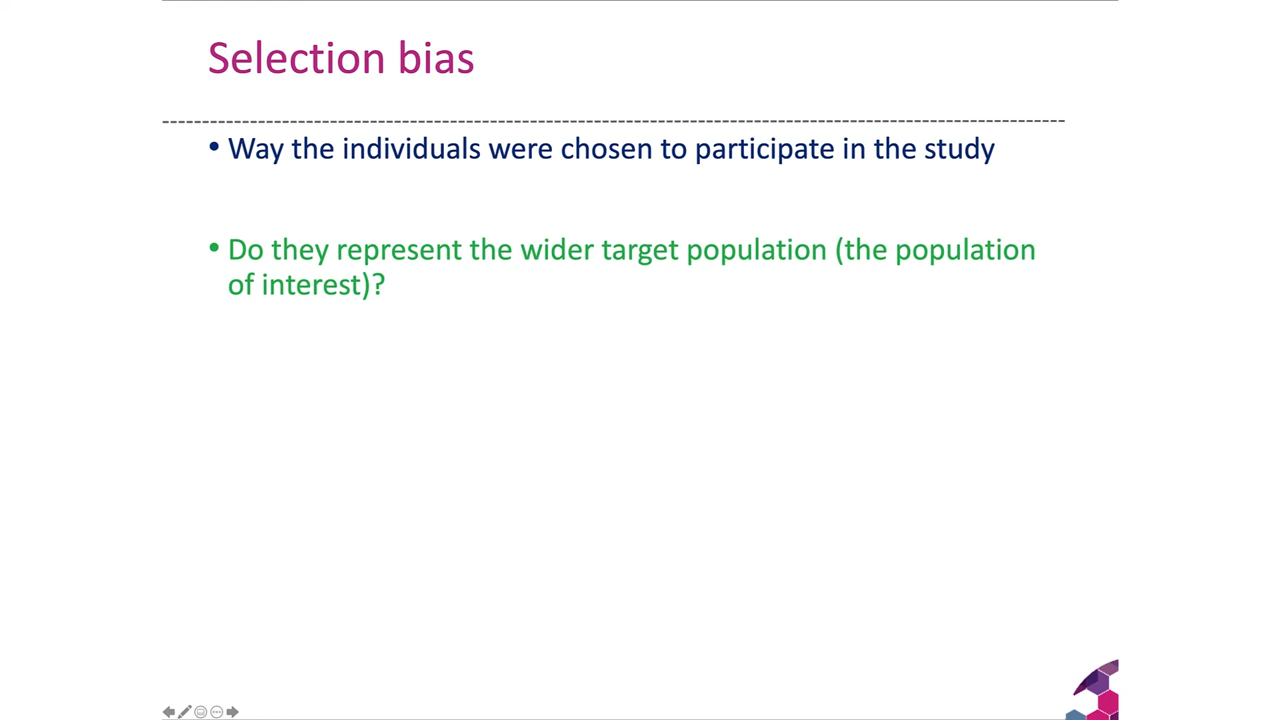 Selection bias
• Way the individuals were chosen to participate in the study
• Do they represent the wider target population (the population
of interest)?